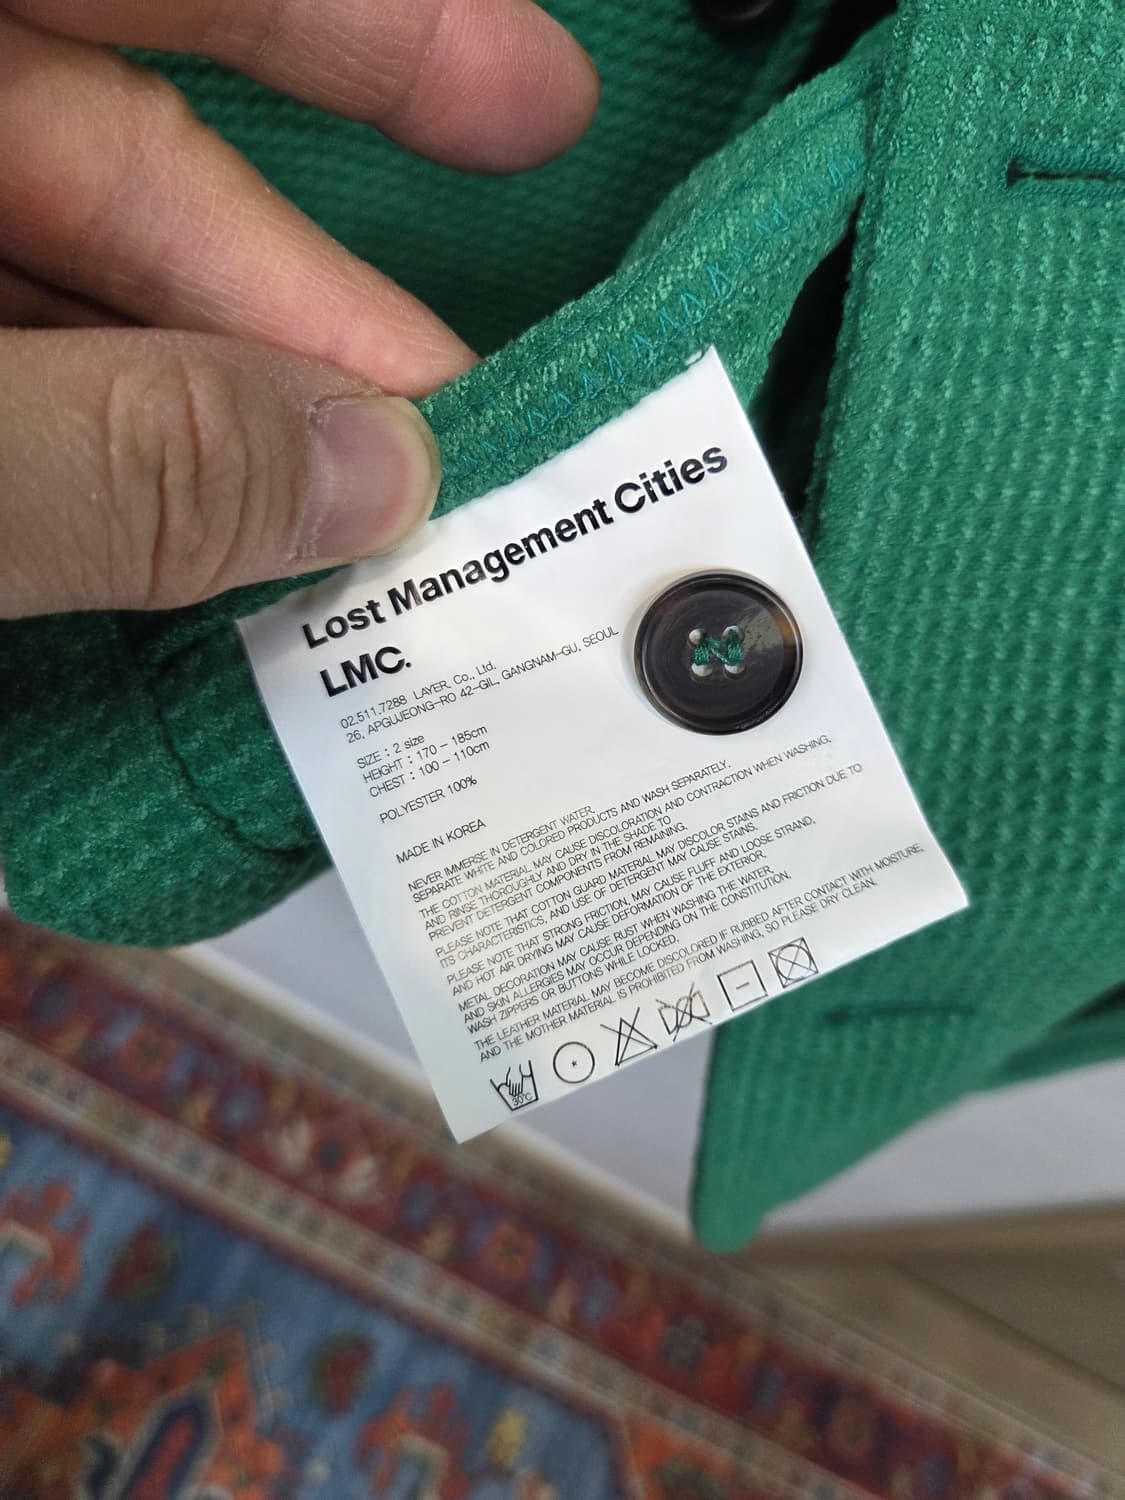 Lost Management Cities
LMC.
02.511.7288 LAYER. Co., Ltd.
26, APGUJEONG-RO 42-GIL, GANGNAM-GU, SEOUL
SIZE : 2 size
HEIGHT : 170 - 185cm
CHEST : 100 - 110cm
POLYESTER 100%
MADE IN KOREA
NEVER IMMERSE IN DETERGENT WATER.
SEPARATE WHITE AND COLORED PRODUCTS AND WASH SEPARATELY.
THE COTTON MATERIAL MAY CAUSE DISCOLORATION AND CONTRACTION WHEN WASHING,
AND RINSE THOROUGHLY AND DRY IN THE SHADE TO
PREVENT DETERGENT COMPONENTS FROM REMAINING.
PLEASE NOTE THAT COTTON GUARD MATERIAL MAY DISCOLOR STAINS AND FRICTION DUE TO
ITS CHARACTERISTICS, AND USE OF DETERGENT MAY CAUSE STAINS.
PLEASE NOTE THAT STRONG FRICTION, MAY CAUSE FLUFF AND LOOSE STRAND,
AND HOT AIR DRYING MAY CAUSE DEFORMATION OF THE EXTERIOR.
METAL DECORATION MAY CAUSE RUST WHEN WASHING THE WATER,
AND SKIN ALLERGIES MAY OCCUR DEPENDING ON THE CONSTITUTION.
WASH ZIPPERS OR BUTTONS WHILE LOCKED.
THE LEATHER MATERIAL MAY BECOME DISCOLORED IF RUBBED AFTER CONTACT WITH MOISTURE,
AND THE MOTHER MATERIAL IS PROHIBITED FROM WASHING, SO PLEASE DRY CLEAN.
30°C